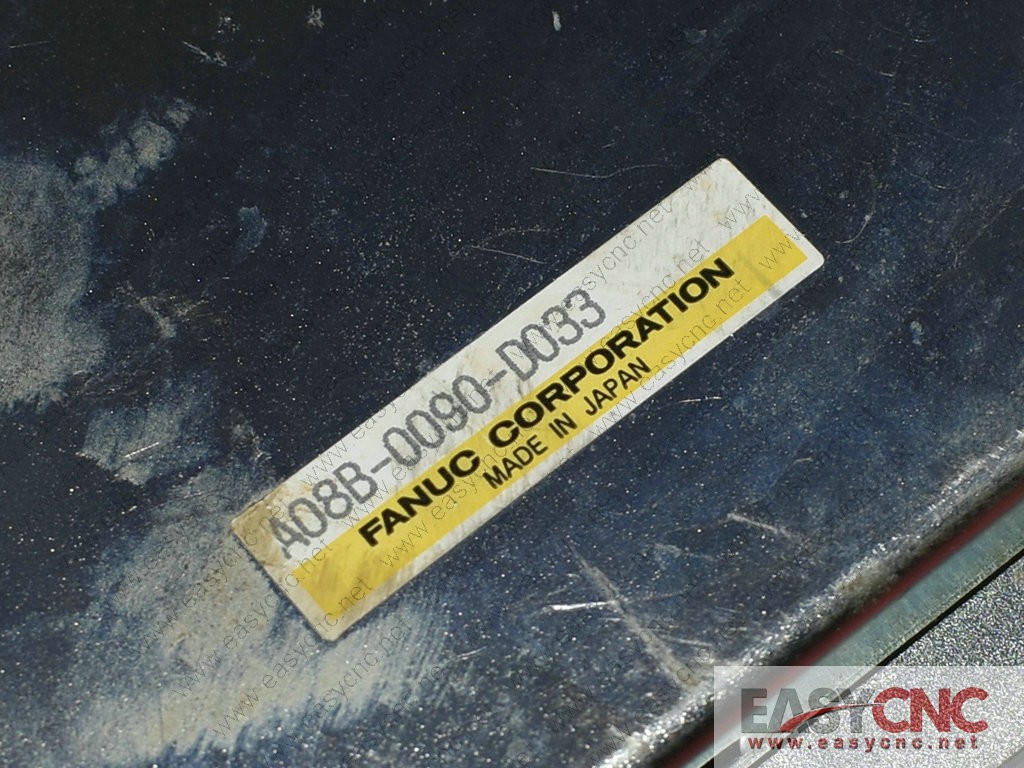 A08B-0090-D033
FANUC CORPORATION
MADE IN JAPAN
EASYCNC
www.easycnc.net